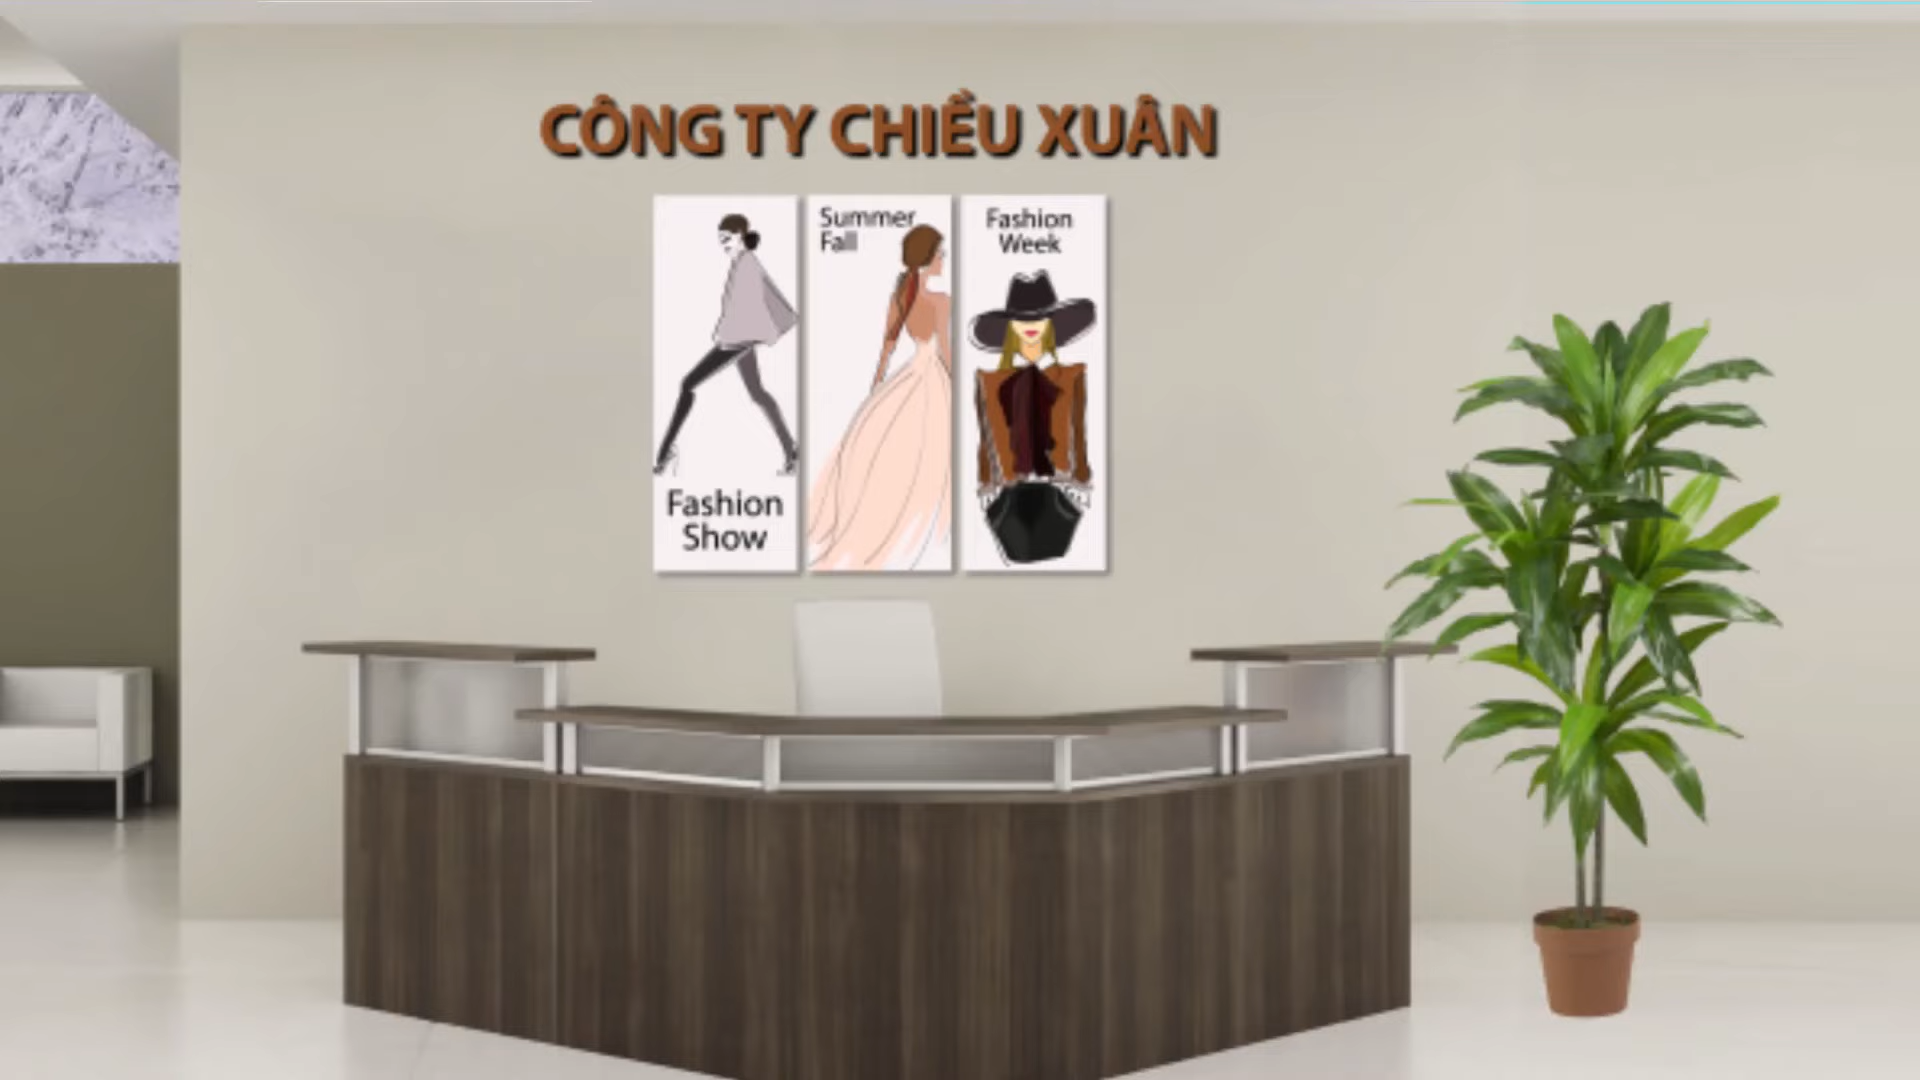 CÔNG TY CHIỀU XUÂN
Fashion
Show
Summer
Fall
Fashion
Week